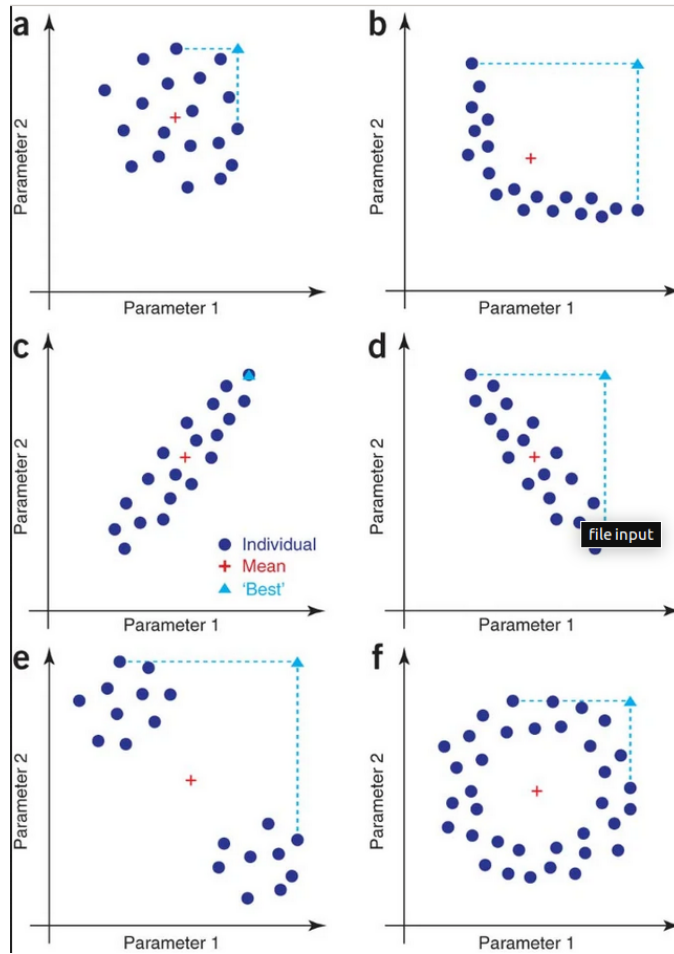 a
Parameter 2
Parameter 1
b
Parameter 2
Parameter 1
c
Parameter 2
Individual
Mean
‘Best’
Parameter 1
d
Parameter 2
file input
Parameter 1
e
Parameter 2
Parameter 1
f
Parameter 2
Parameter 1